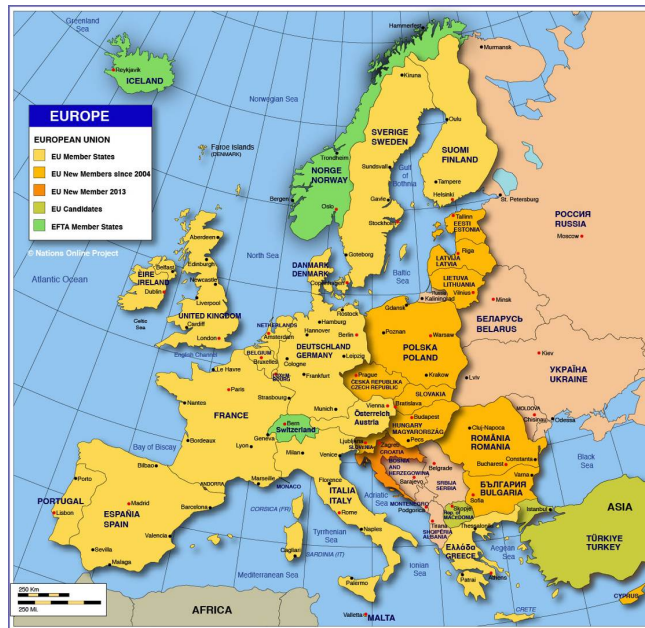 Greenland Sea
Hammerfest
Murmansk
Reykjavik
ICELAND
Kiruna
Norwegian Sea
EUROPE
EUROPEAN UNION
EU Member States
EU New Members since 2004
EU New Member 2013
EU Candidates
EFTA Member States
Faroe islands
(DENMARK)
Oulu
SVERIGE
SWEDEN
SUOMI
FINLAND
Trondheim
Sundsvall
Gulf of Bothnia
NORGE
NORWAY
Tampere
Helsinki
St. Petersburg
Bergen
Oslo
Gavle
Stockholm
Tallinn
EESTI
ESTONIA
РОССИЯ
RUSSIA
Moscow
© Nations Online Project
Aberdeen
North Sea
Goteborg
Baltic Sea
Riga
LATVIJA
LATVIA
Atlantic Ocean
Edinburgh
Belfast
Newcastle
DANMARK
DENMARK
Copenhagen
LIETUVA
LITHUANIA
Vilnius
Russia
Kaliningrad
Minsk
БЕЛАРУСЬ
BELARUS
ÉIRE
IRELAND
Dublin
Liverpool
UNITED KINGDOM
Celtic Sea
Cardiff
London
English Channel
NETHERLANDS
Amsterdam
Rostock
Hamburg
Hannover
Berlin
Gdansk
Poznan
Warsaw
POLSKA
POLAND
DEUTSCHLAND
GERMANY
Leipzig
BELGIUM
Bruxelles
Cologne
Frankfurt
Le Havre
Paris
Prague
CESKA REPUBLIKA
CZECH REPUBLIC
Krakow
Lviv
Kiev
УКРАЇНА
UKRAINE
Strasbourg
Munich
SLOVAKIA
Bratislava
Vienna
Österreich
Austria
Nantes
FRANCE
Bern
Switzerland
Geneva
Budapest
HUNGARY
MAGYARORSZÁG
Pecs
MOLDOVA
Chisinau
Odessa
Cluj-Napoca
ROMÂNIA
ROMANIA
Bay of Biscay
Bordeaux
Lyon
Milan
Venice
Ljubljana
SLOVENIA
Zagreb
CROATIA
BOSNIA
AND
HERZEGOVINA
Sarajevo
Belgrade
SRBIJA
SERBIA
Bucharest
Constanta
Varna
Black Sea
Bilbao
ANDORRA
Marseille
MONACO
Florence
Adriatic Sea
MONTENEGRO
Podgorica
Sofia
БЪЛГАРИЯ
BULGARIA
Porto
PORTUGAL
Lisbon
Madrid
ESPAÑA
SPAIN
Barcelona
Valencia
CORSICA (FR)
ITALIA
ITALY
Rome
Naples
Skopje
Rep. of
MACEDONIA
Tirana
SHQIPËRIA
ALBANIA
Thessaloniki
Istanbul
ASIA
TÜRKIYE
TURKEY
Sevilla
Malaga
Tyrrhenian Sea
Cagliari
SARDINIA (IT)
Mediterranean Sea
Palermo
Ionian Sea
Ελλάδα
GREECE
Aegean Sea
Patrai
Athens
250 Km
250 Mi.
AFRICA
Valletta
MALTA
CRETE
CYPRUS